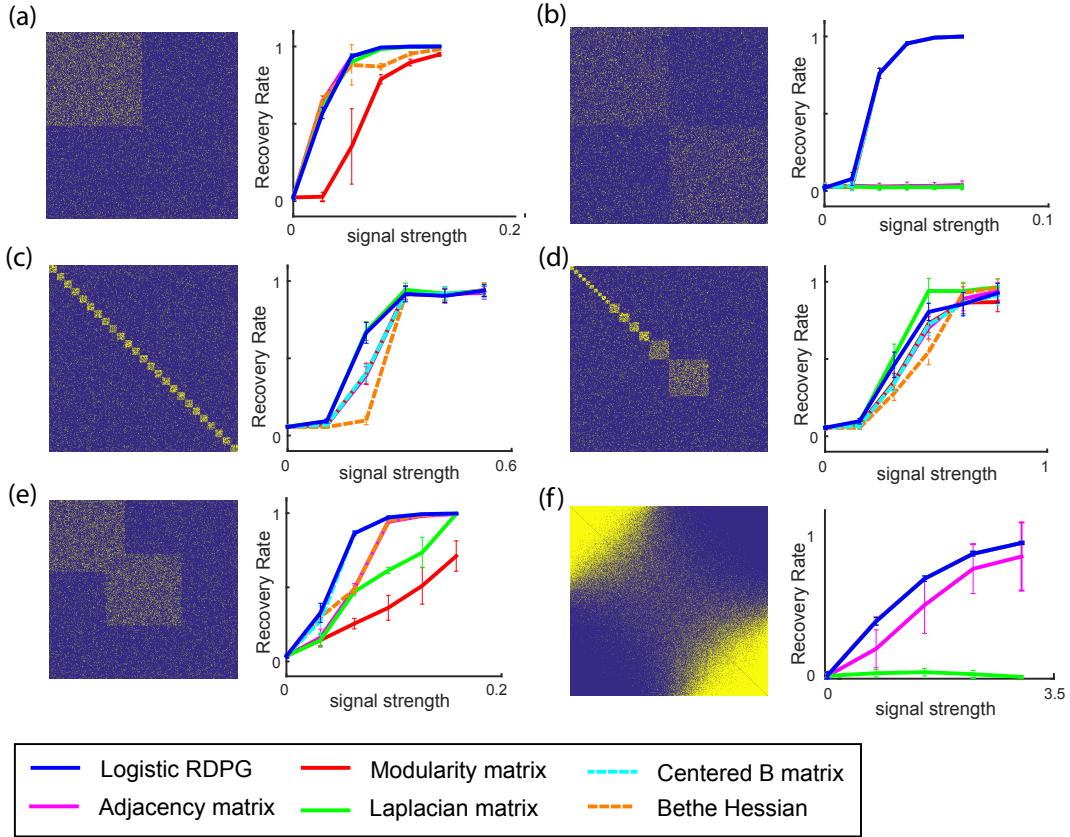 (a)
1
Recovery Rate
0
0
0.2
signal strength
(b)
1
Recovery Rate
0
0
0.1
signal strength
(c)
1
Recovery Rate
0
0
0.6
signal strength
(d)
1
Recovery Rate
0
0
1
signal strength
(e)
1
Recovery Rate
0
0
0.2
signal strength
(f)
1
Recovery Rate
0
0
3.5
signal strength
Logistic RDPG
Modularity matrix
Centered B matrix
Adjacency matrix
Laplacian matrix
Bethe Hessian